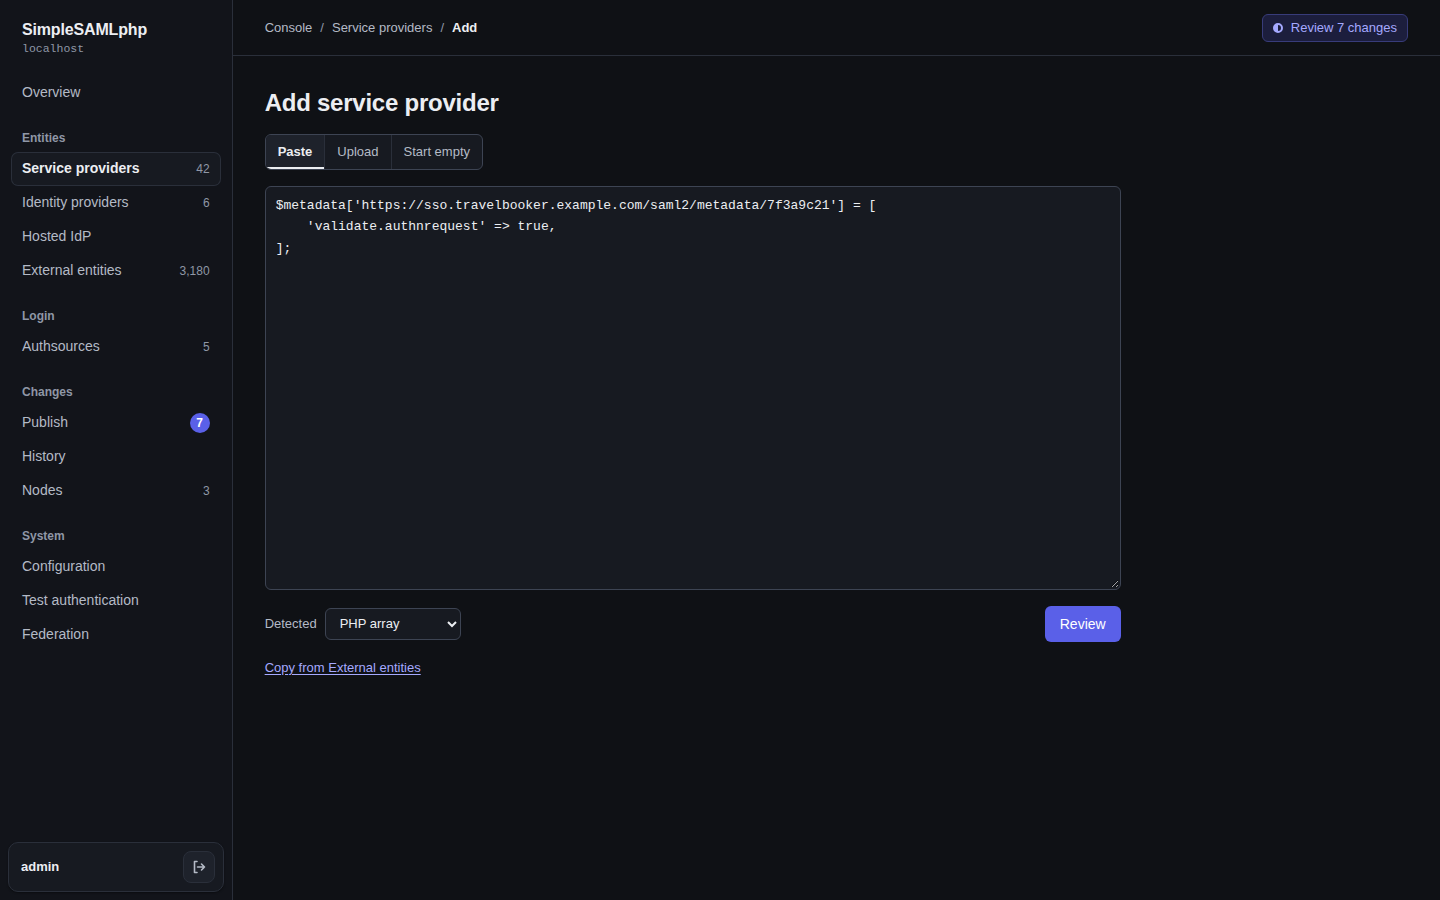 SimpleSAMLphp
localhost
Overview
Entities
Service providers 42
Identity providers 6
Hosted IdP
External entities 3,180
Login
Authsources 5
Changes
Publish 7
History
Nodes 3
System
Configuration
Test authentication
Federation
admin
Console / Service providers / Add
Review 7 changes
Add service provider
Paste Upload Start empty
$metadata['https://sso.travelbooker.example.com/saml2/metadata/7f3a9c21'] = [
    'validate.authnrequest' => true,
];
Detected PHP array
Review
Copy from External entities